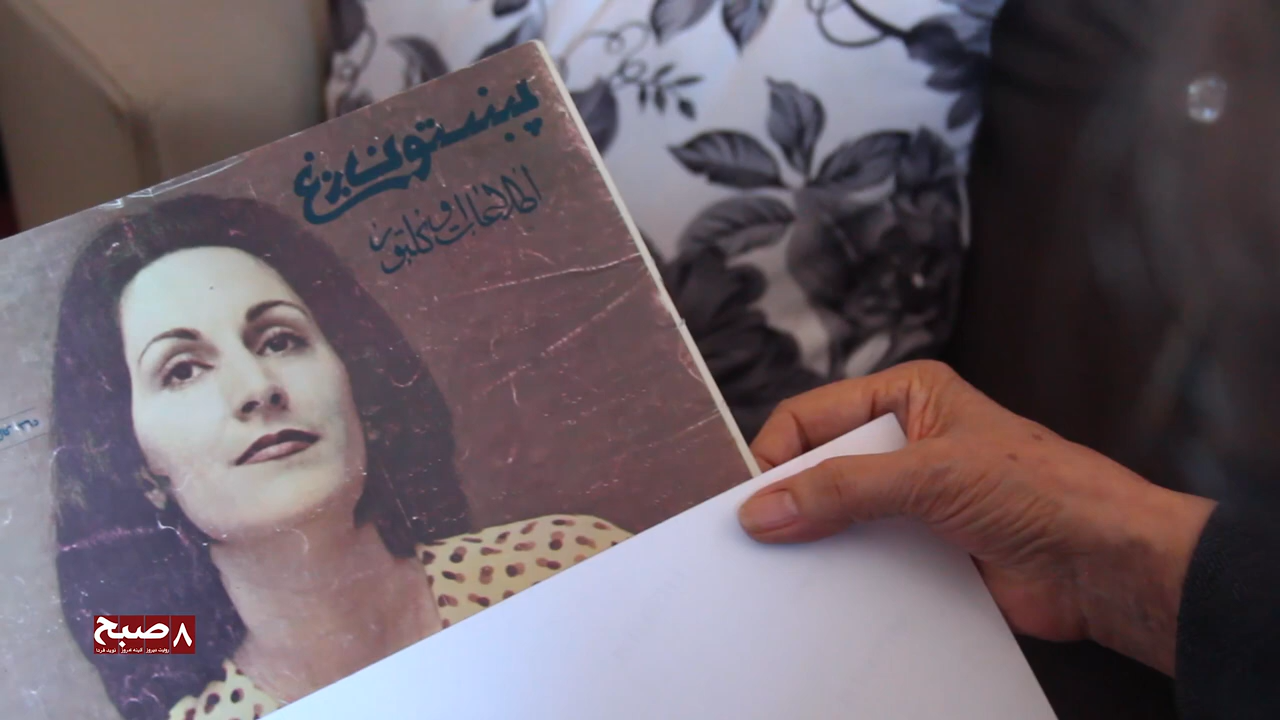 پښتون ږغ
اطلاعات و کلتور
۸ صبح